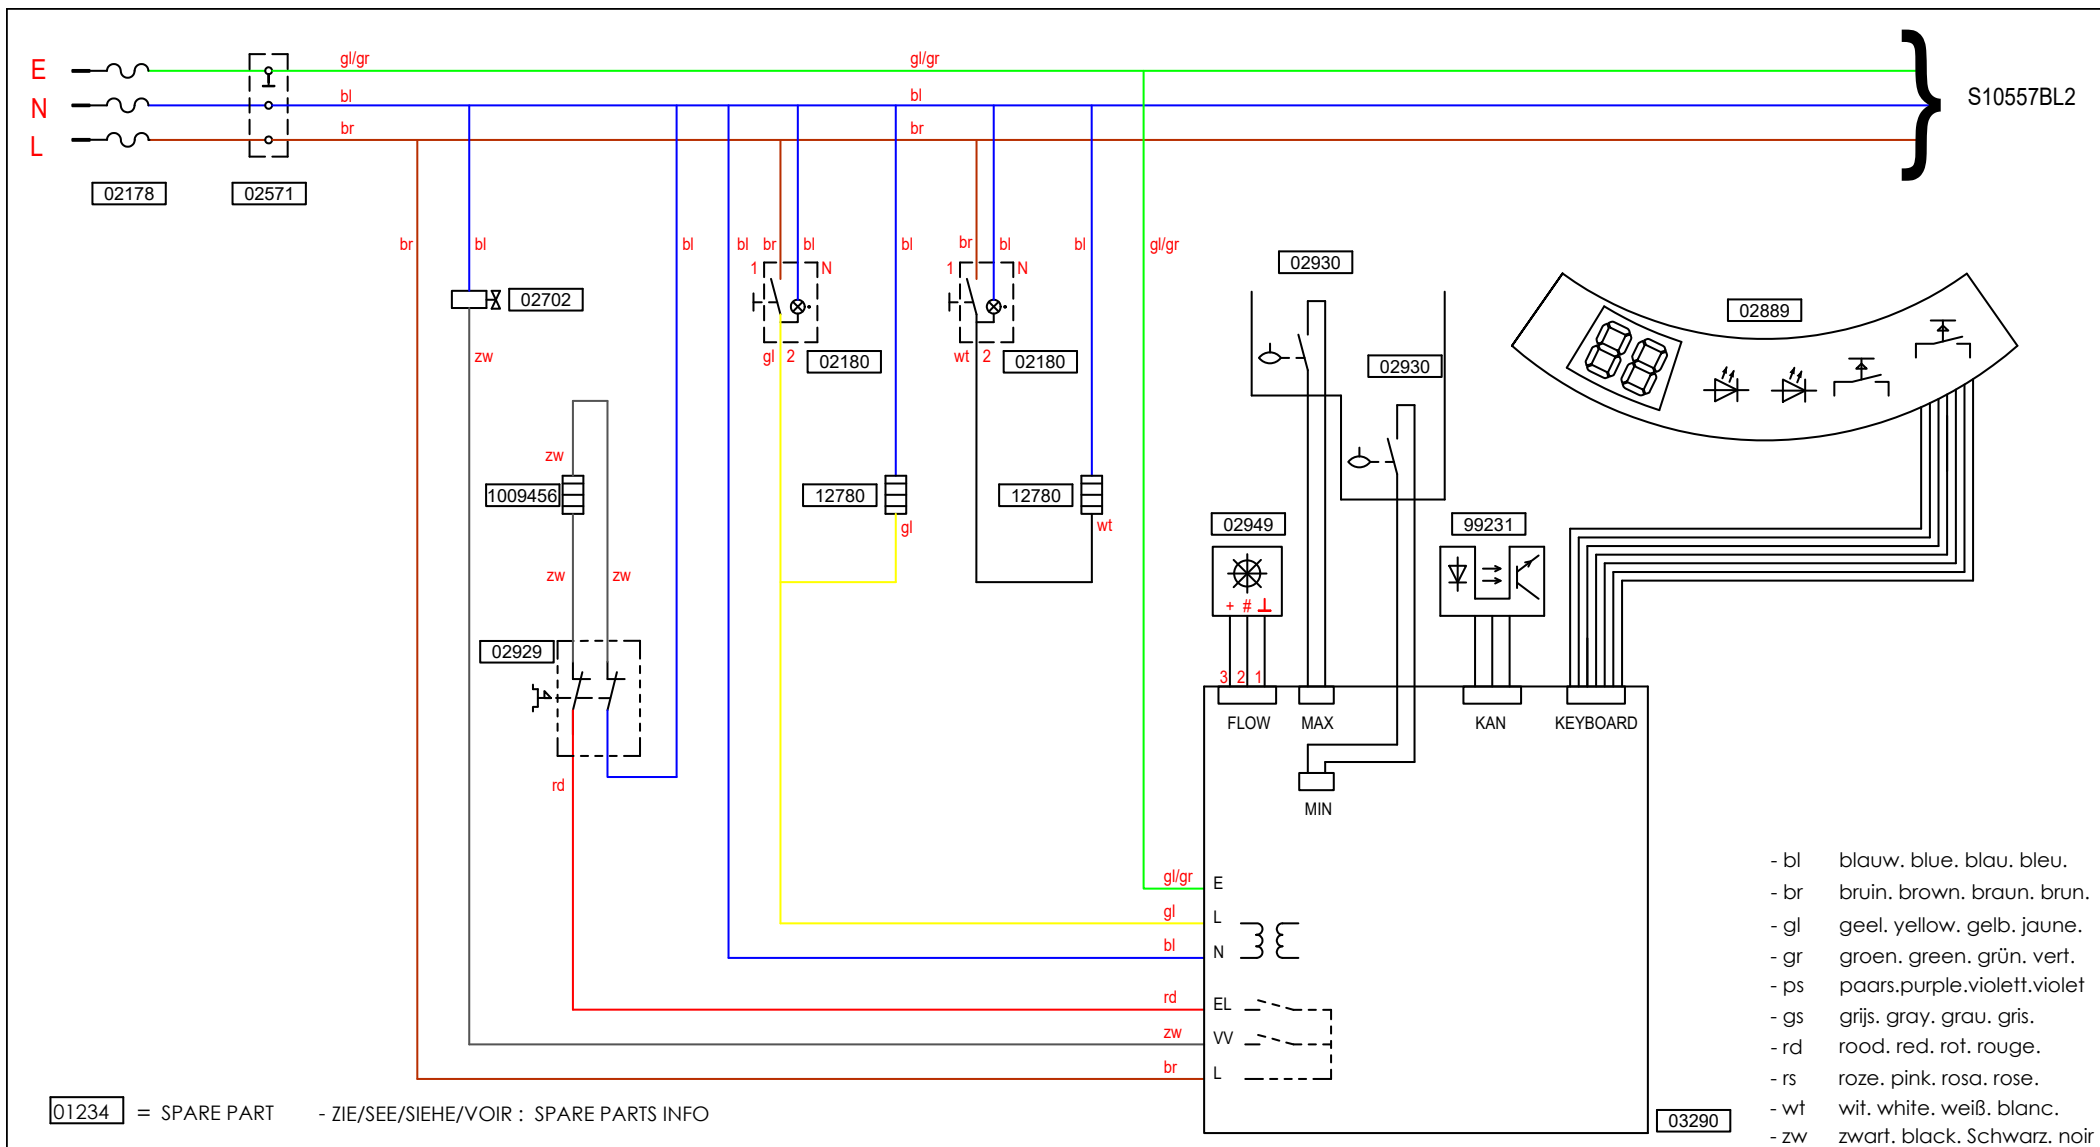 E
gl/gr
gl/gr
N
bl
bl
S10557BL2
L
br
br
02178
02571
br
bl
bl
bl
br
bl
bl
br
bl
bl
gl/gr
1
N
1
N
02930
02702
02889
zw
gl
2
02180
wt
2
02180
02930
zw
1009456
12780
12780
gl
wt
02949
99231
zw
zw
+ # ⊥
02929
3 2 1
FLOW
MAX
KAN
KEYBOARD
rd
MIN
gl/gr
E
gl
L
bl
N
rd
EL
zw
VV
br
L
- bl blauw. blue. blau. bleu.
- br bruin. brown. braun. brun.
- gl geel. yellow. gelb. jaune.
- gr groen. green. grün. vert.
- ps paars.purple.violett.violet
- gs grijs. gray. grau. gris.
- rd rood. red. rot. rouge.
- rs roze. pink. rosa. rose.
- wt wit. white. weiß. blanc.
- zw zwart. black. Schwarz. noir
01234 = SPARE PART - ZIE/SEE/SIEHE/VOIR : SPARE PARTS INFO
03290